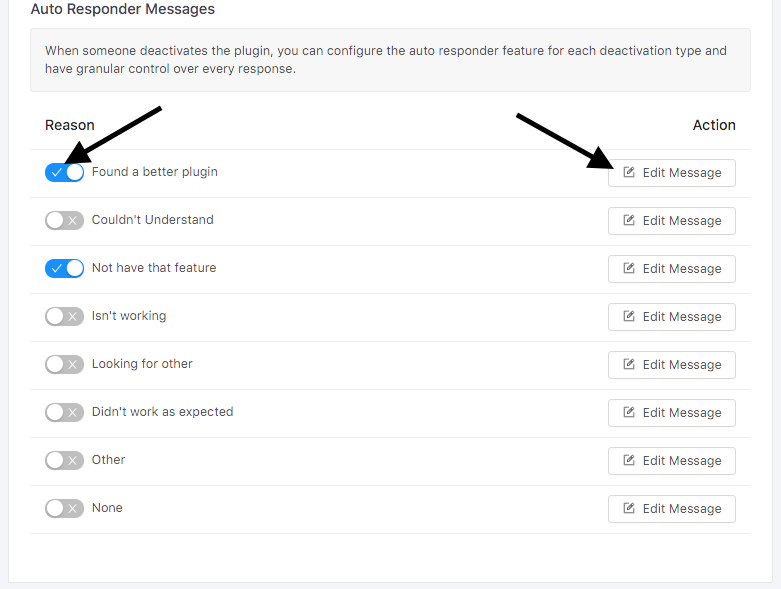 Auto Responder Messages
When someone deactivates the plugin, you can configure the auto responder feature for each deactivation type and
have granular control over every response.
Reason Action
Found a better plugin Edit Message
Couldn't Understand Edit Message
Not have that feature Edit Message
Isn't working Edit Message
Looking for other Edit Message
Didn't work as expected Edit Message
Other Edit Message
None Edit Message